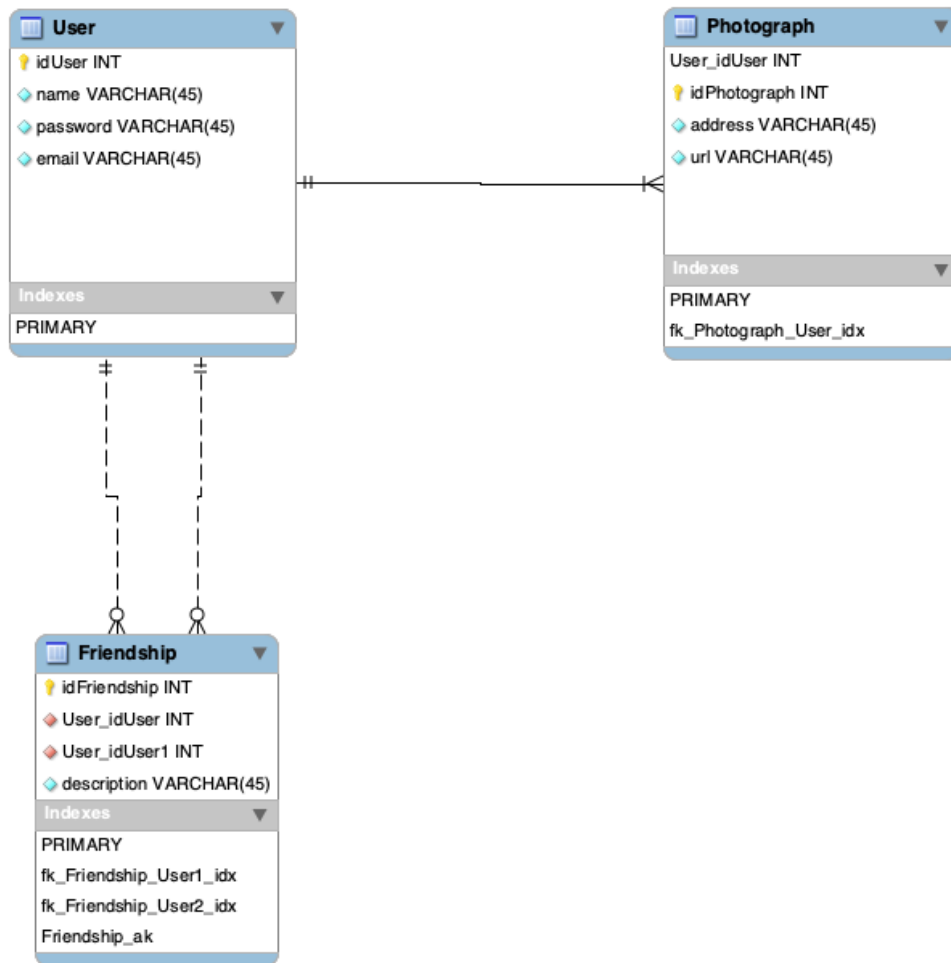 User
idUser INT
name VARCHAR(45)
password VARCHAR(45)
email VARCHAR(45)
Indexes
PRIMARY
Photograph
User_idUser INT
idPhotograph INT
address VARCHAR(45)
url VARCHAR(45)
Indexes
PRIMARY
fk_Photograph_User_idx
Friendship
idFriendship INT
User_idUser INT
User_idUser1 INT
description VARCHAR(45)
Indexes
PRIMARY
fk_Friendship_User1_idx
fk_Friendship_User2_idx
Friendship_ak